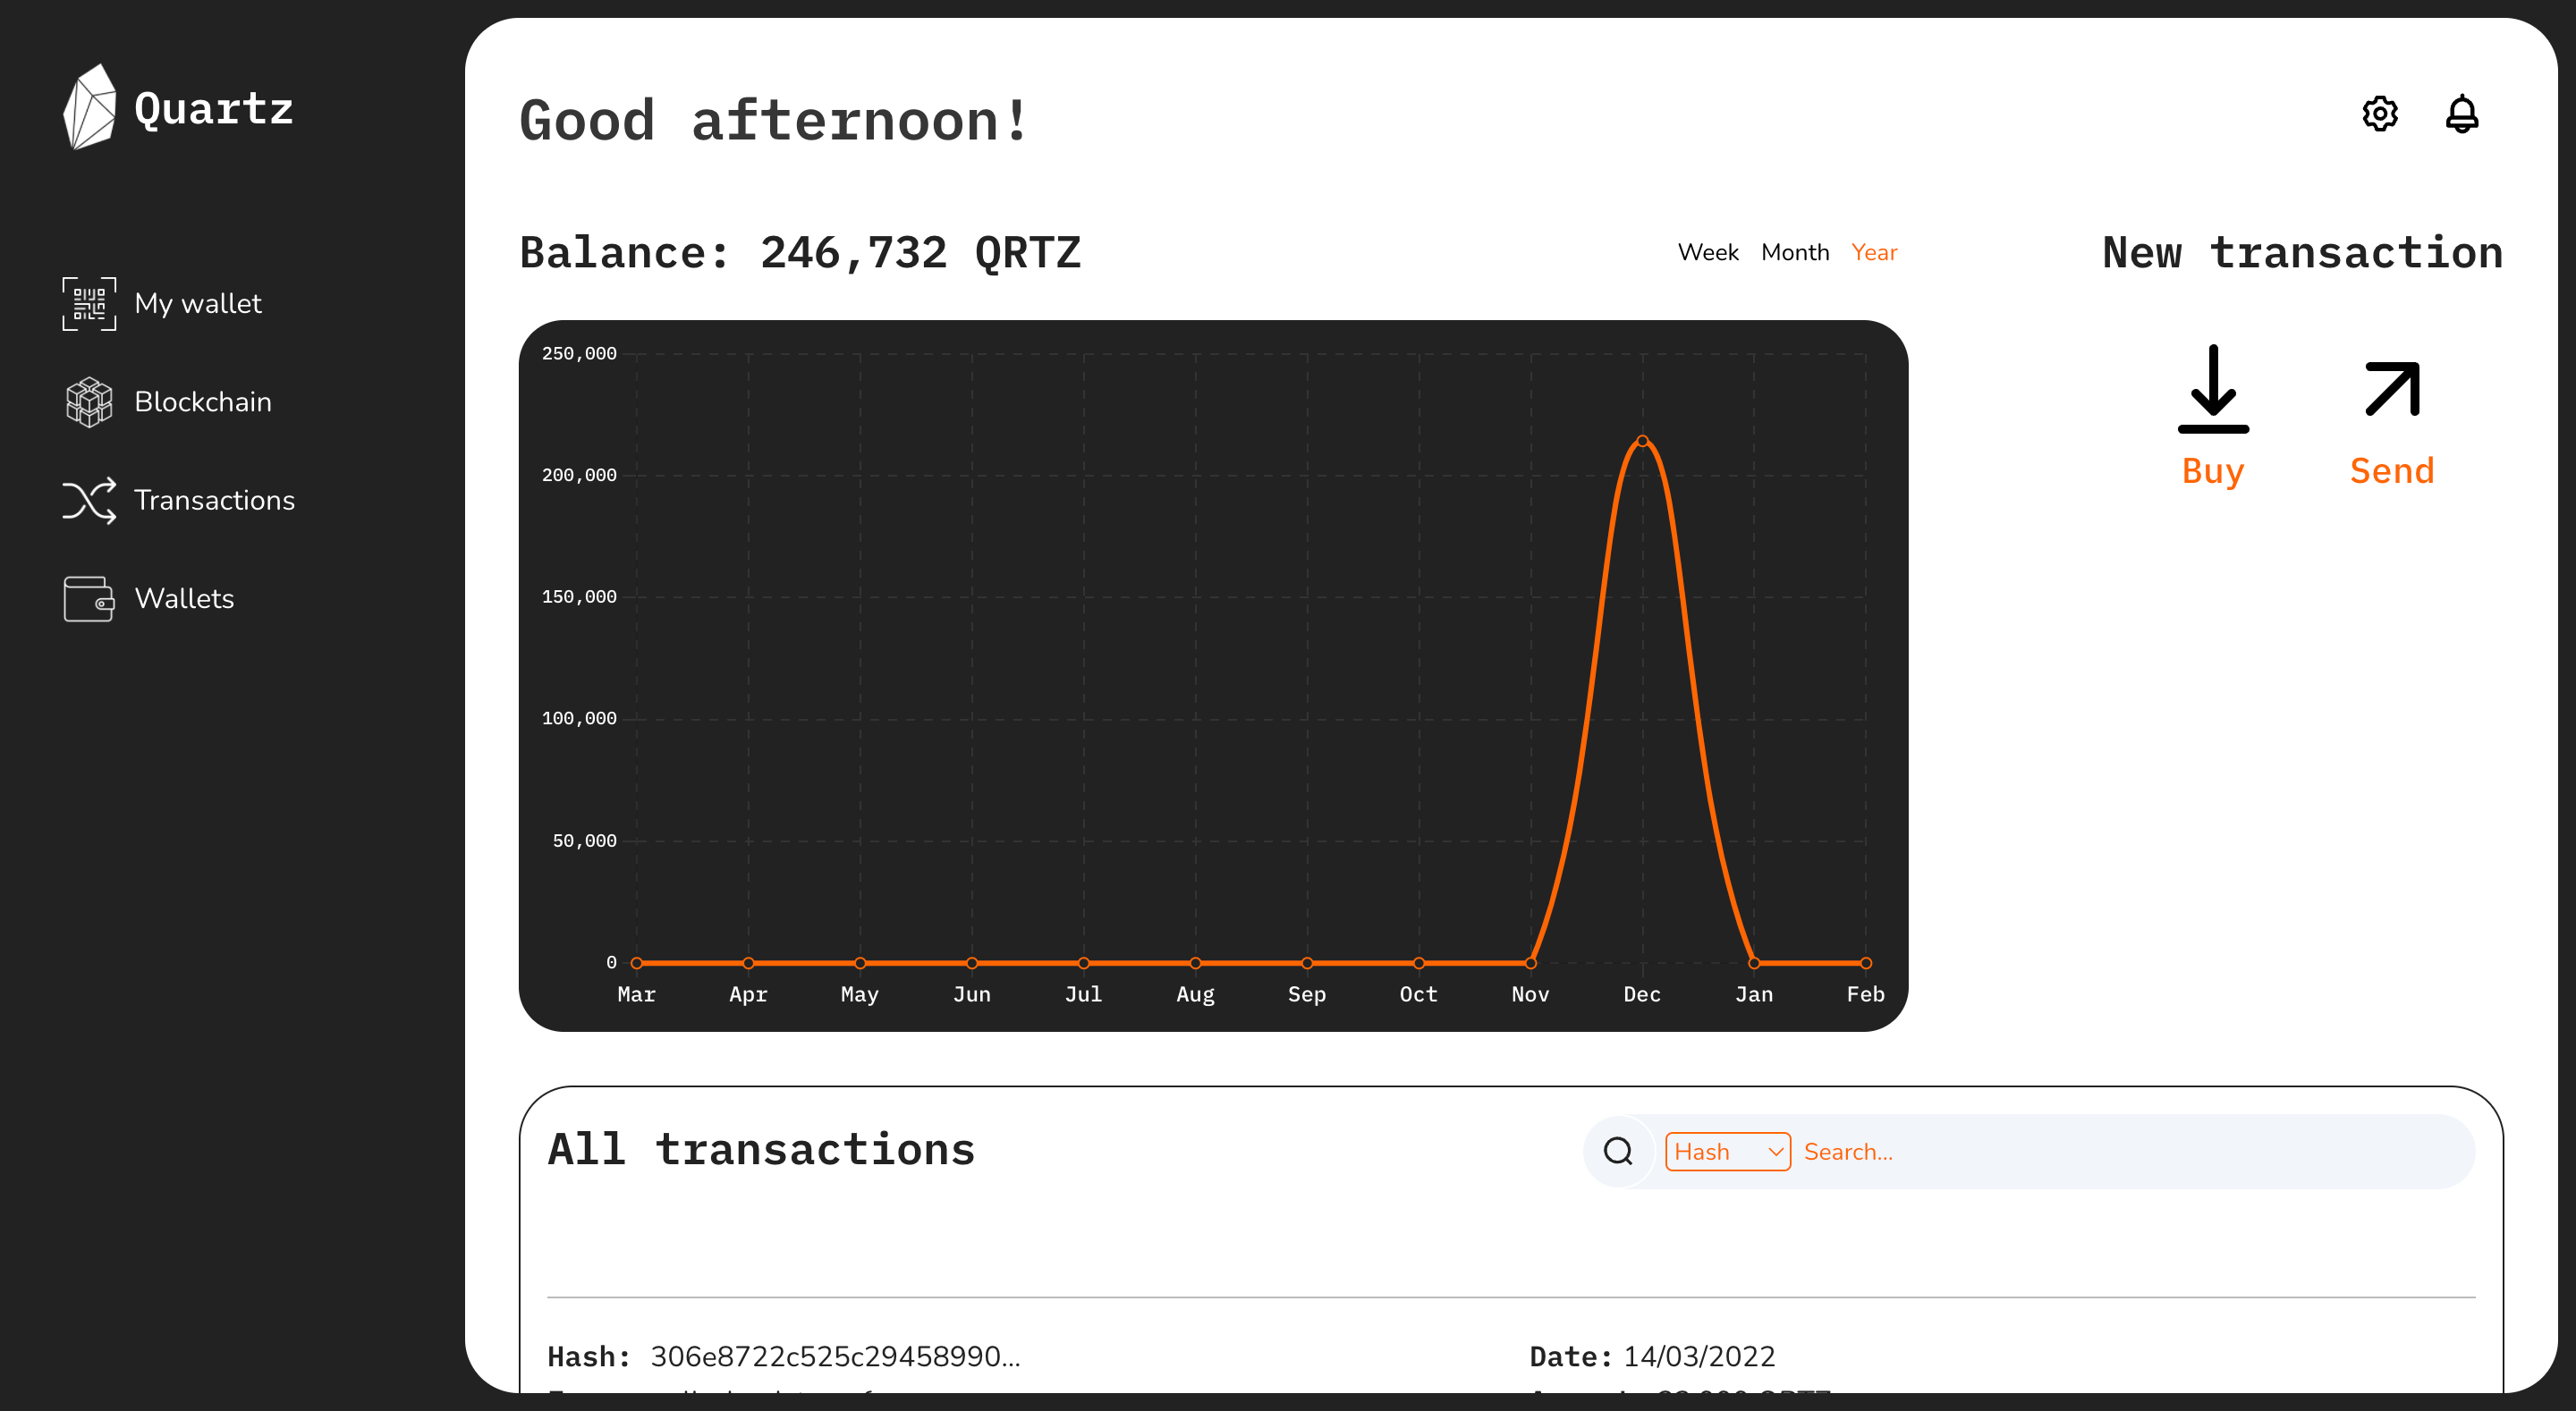 Quartz
My wallet
Blockchain
Transactions
Wallets
Good afternoon!
Balance: 246,732 QRTZ
Week Month Year
New transaction
Buy
Send
250,000
200,000
150,000
100,000
50,000
0
Mar Apr May Jun Jul Aug Sep Oct Nov Dec Jan Feb
All transactions
Hash
Search...
Hash: 306e8722c525c29458990...
Date: 14/03/2022